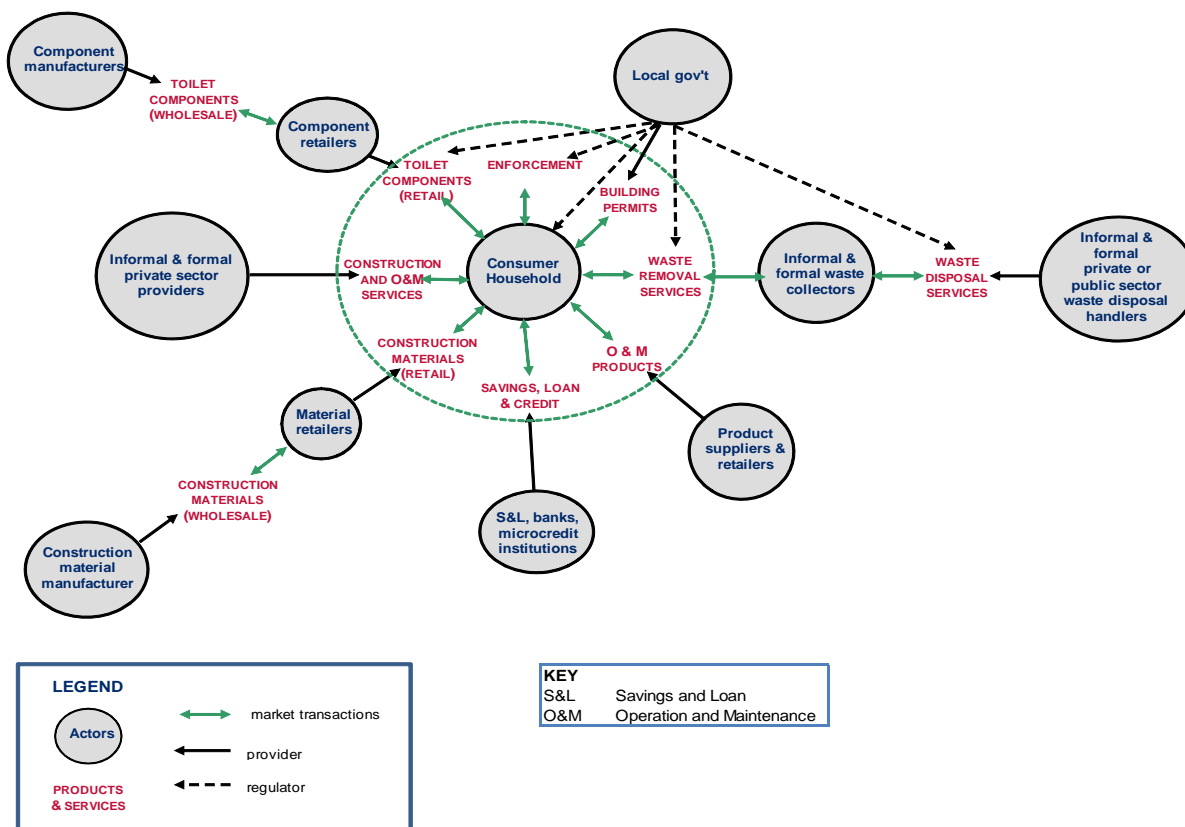 Component
manufacturers
TOILET
COMPONENTS
(WHOLESALE)
Component
retailers
Local gov't
TOILET
COMPONENTS
(RETAIL)
ENFORCEMENT
BUILDING
PERMITS
Informal & formal
private sector
providers
CONSTRUCTION
AND O&M
SERVICES
Consumer
Household
WASTE
REMOVAL
SERVICES
Informal &
formal waste
collectors
WASTE
DISPOSAL
SERVICES
Informal &
formal
private or
public sector
waste disposal
handlers
CONSTRUCTION
MATERIALS
(RETAIL)
SAVINGS, LOAN
& CREDIT
O & M
PRODUCTS
Material
retailers
Product
suppliers &
retailers
CONSTRUCTION
MATERIALS
(WHOLESALE)
S&L, banks,
microcredit
institutions
Construction
material
manufacturer
LEGEND
Actors
PRODUCTS
& SERVICES
market transactions
provider
regulator
KEY
S&L Savings and Loan
O&M Operation and Maintenance